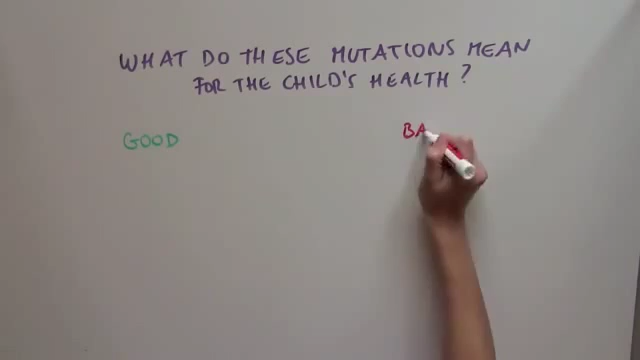 WHAT DO THESE MUTATIONS MEAN
FOR THE CHILD'S HEALTH?
GOOD
BA